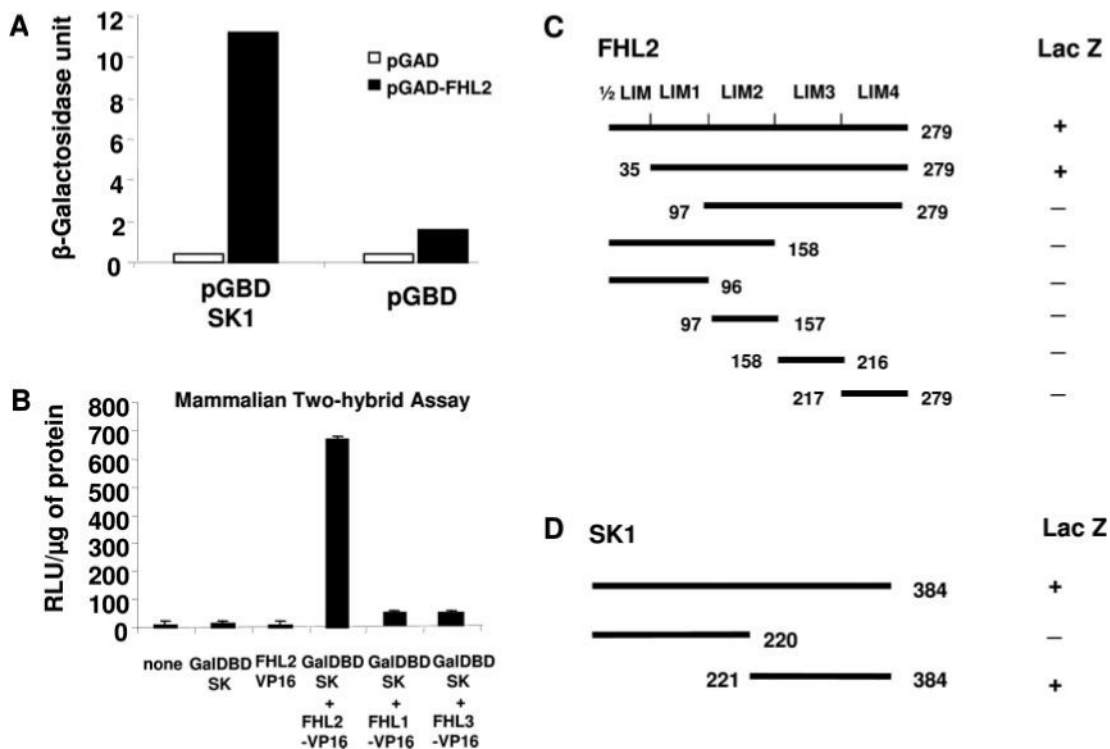 A
β-Galactosidase unit
12
10
8
6
4
2
0
pGAD
pGAD-FHL2
pGBD
SK1
pGBD
B
Mammalian Two-hybrid Assay
RLU/µg of protein
800
700
600
500
400
300
200
100
0
none
GalDBD
SK
FHL2
VP16
GalDBD
SK
+
FHL2
-VP16
GalDBD
SK
+
FHL1
-VP16
GalDBD
SK
+
FHL3
-VP16
C
FHL2
Lac Z
½ LIM LIM1 LIM2 LIM3 LIM4
279 +
35 279 +
97 279 –
158 –
96 –
97 157 –
158 216 –
217 279 –
D
SK1
Lac Z
384 +
220 –
221 384 +